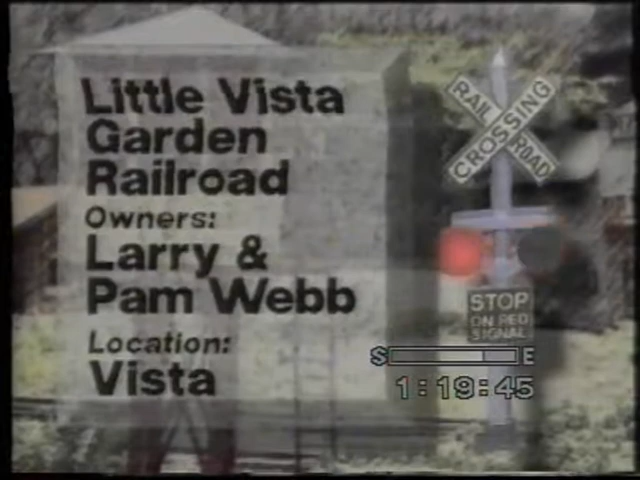 Little Vista
Garden
Railroad
Owners:
Larry &
Pam Webb
Location:
Vista
RAIL ROAD
CROSSING
STOP
ON RED
SIGNAL
S E
1:19:45